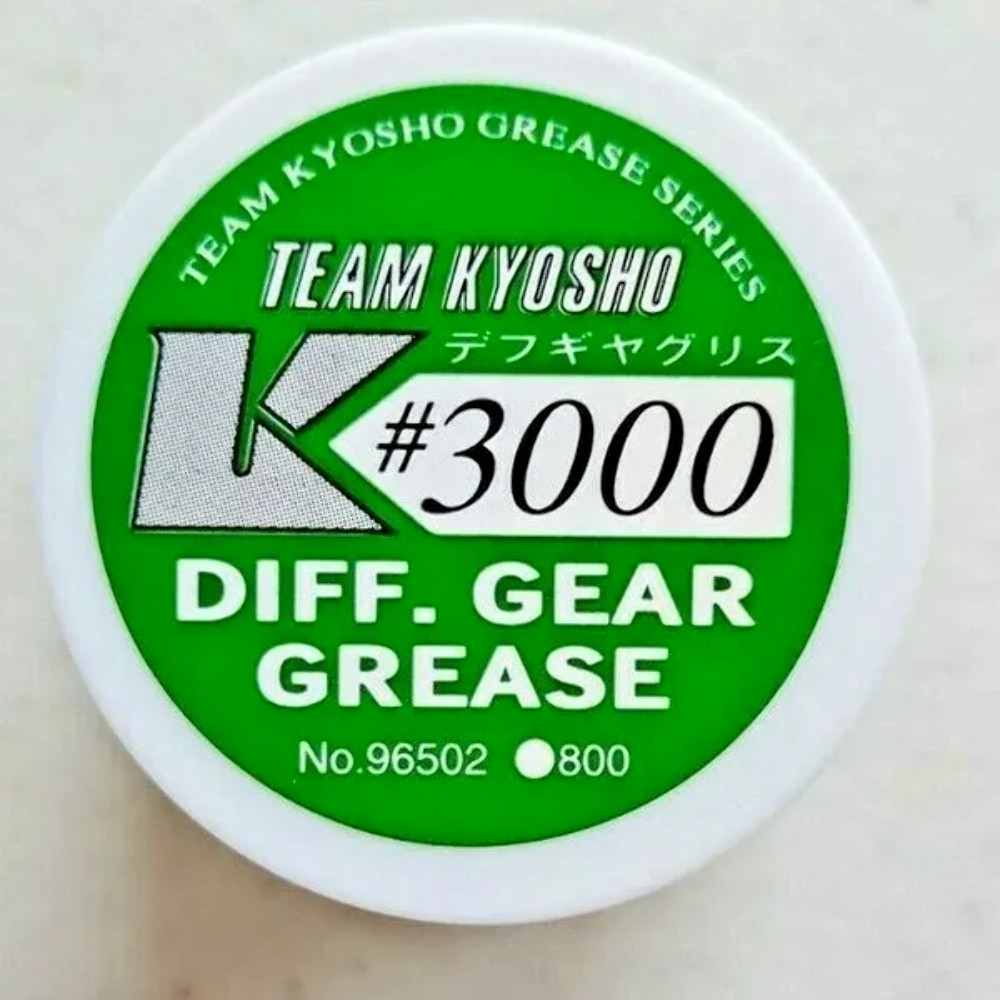 TEAM KYOSHO GREASE SERIES
TEAM KYOSHO
デフギヤグリス
K
#3000
DIFF. GEAR
GREASE
No.96502 ●800